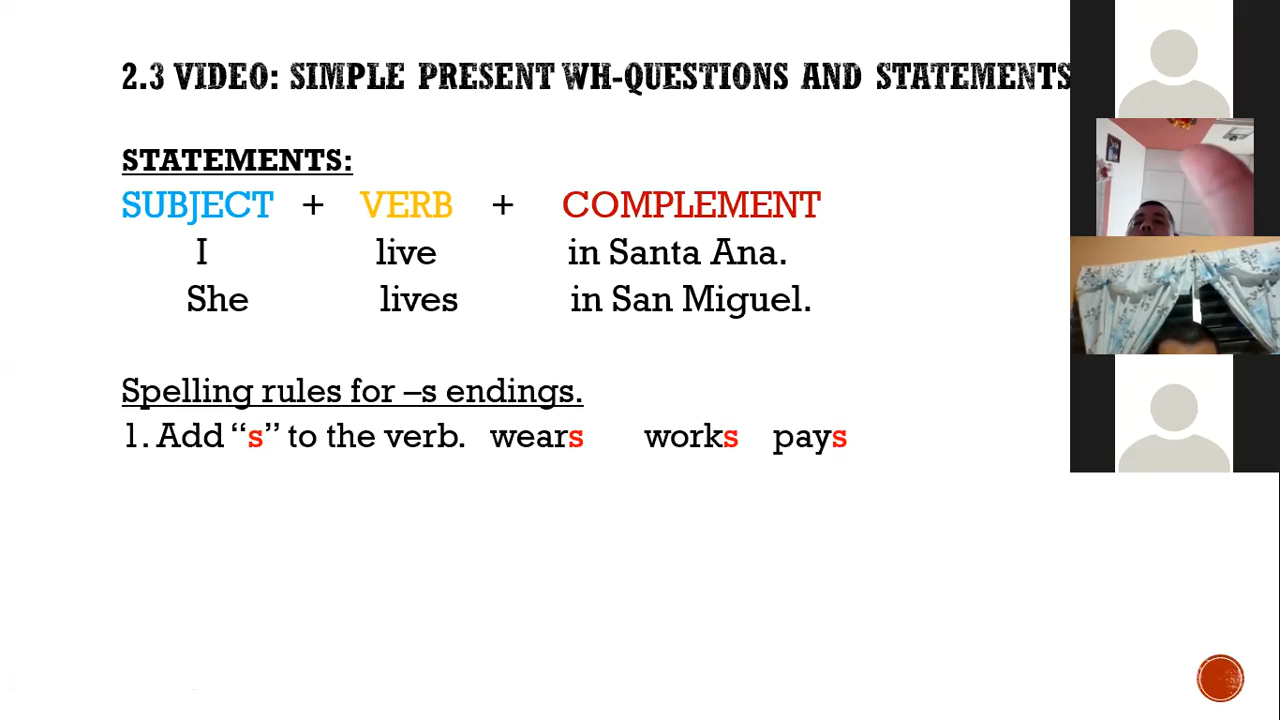 2.3 VIDEO: SIMPLE PRESENT WH-QUESTIONS AND STATEMENTS
STATEMENTS:
SUBJECT + VERB + COMPLEMENT
I live in Santa Ana.
She lives in San Miguel.
Spelling rules for –s endings.
1. Add “s” to the verb. wears works pays